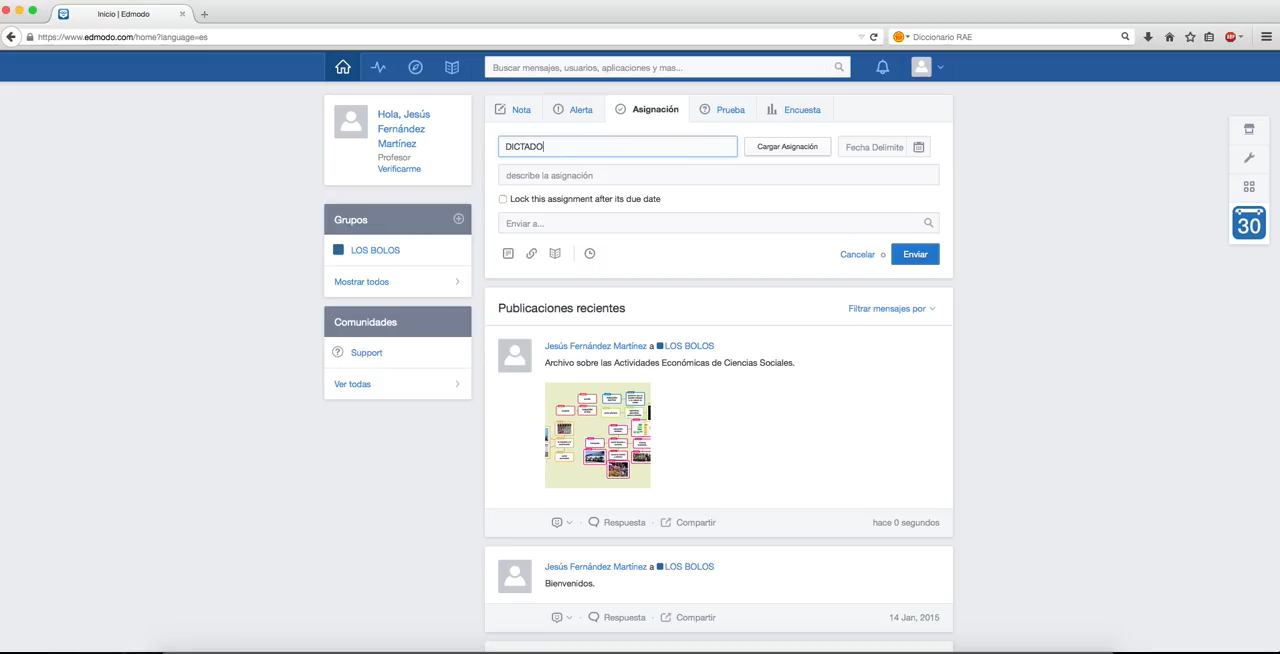 Inicio | Edmodo
https://www.edmodo.com/home?language=es
Diccionario RAE
Buscar mensajes, usuarios, aplicaciones y mas...
Hola, Jesús
Fernández
Martínez
Profesor
Verificarme
Grupos
LOS BOLOS
Mostrar todos
Comunidades
Support
Ver todas
Nota
Alerta
Asignación
Prueba
Encuesta
DICTADO
Cargar Asignación
Fecha Delimite
describe la asignación
Lock this assignment after its due date
Enviar a...
Cancelar o Enviar
Publicaciones recientes
Filtrar mensajes por
Jesús Fernández Martínez a LOS BOLOS
Archivo sobre las Actividades Económicas de Ciencias Sociales.
Respuesta · Compartir
hace 0 segundos
Jesús Fernández Martínez a LOS BOLOS
Bienvenidos.
Respuesta · Compartir
14 Jan, 2015
30